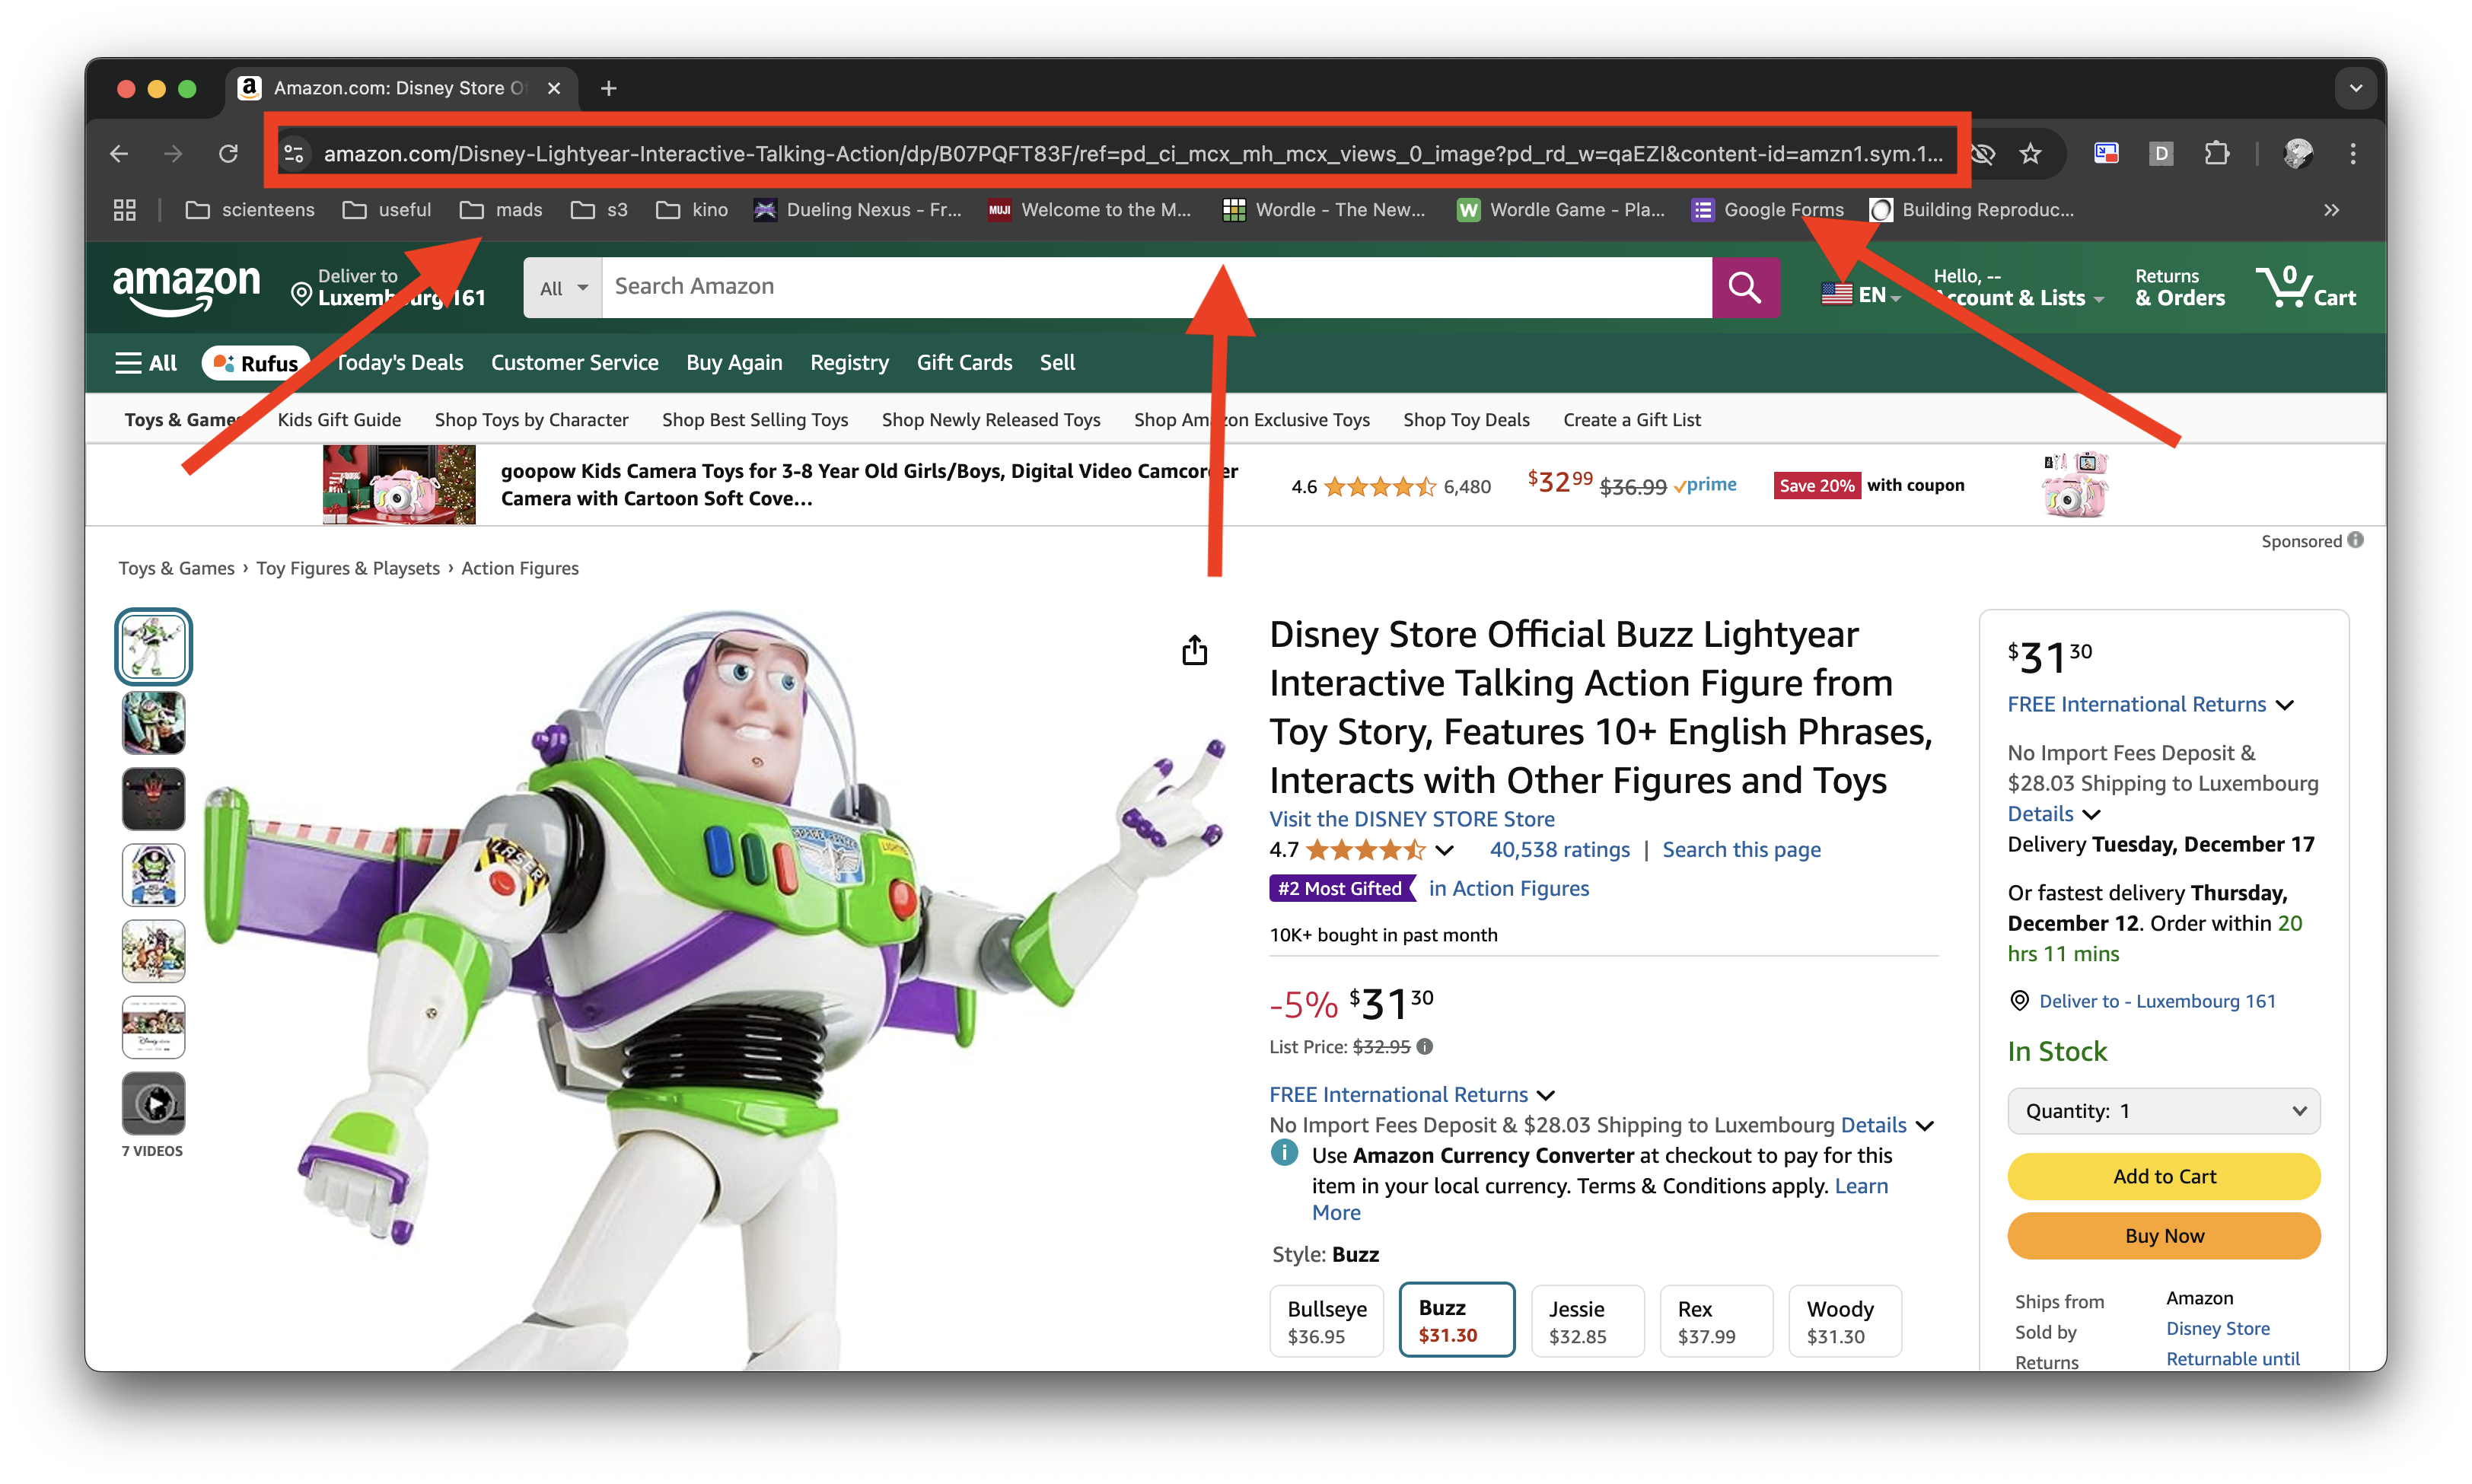 Amazon.com: Disney Store O
amazon.com/Disney-Lightyear-Interactive-Talking-Action/dp/B07PQFT83F/ref=pd_ci_mcx_mh_mcx_views_0_image?pd_rd_w=qaEZI&content-id=amzn1.sym.1...
D
scienteens useful mads s3 kino Dueling Nexus - Fr... MUJI Welcome to the M... Wordle - The New... W Wordle Game - Pla... Google Forms Building Reproduc...
amazon
Deliver to
Luxembourg 161
All Search Amazon
EN
Hello, --
Account & Lists
Returns
& Orders
0
Cart
All Rufus Today's Deals Customer Service Buy Again Registry Gift Cards Sell
Toys & Games Kids Gift Guide Shop Toys by Character Shop Best Selling Toys Shop Newly Released Toys Shop Amazon Exclusive Toys Shop Toy Deals Create a Gift List
goopow Kids Camera Toys for 3-8 Year Old Girls/Boys, Digital Video Camcorder
Camera with Cartoon Soft Cove...
4.6 6,480 $32.99 $36.99 prime Save 20% with coupon
Sponsored
Toys & Games › Toy Figures & Playsets › Action Figures
SPACE RANGER
LASER
7 VIDEOS
Disney Store Official Buzz Lightyear
Interactive Talking Action Figure from
Toy Story, Features 10+ English Phrases,
Interacts with Other Figures and Toys
Visit the DISNEY STORE Store
4.7 40,538 ratings | Search this page
#2 Most Gifted in Action Figures
10K+ bought in past month
-5% $31.30
List Price: $32.95
FREE International Returns
No Import Fees Deposit & $28.03 Shipping to Luxembourg Details
Use Amazon Currency Converter at checkout to pay for this
item in your local currency. Terms & Conditions apply. Learn
More
Style: Buzz
Bullseye
$36.95
Buzz
$31.30
Jessie
$32.85
Rex
$37.99
Woody
$31.30
$31.30
FREE International Returns
No Import Fees Deposit &
$28.03 Shipping to Luxembourg
Details
Delivery Tuesday, December 17
Or fastest delivery Thursday,
December 12. Order within 20
hrs 11 mins
Deliver to - Luxembourg 161
In Stock
Quantity: 1
Add to Cart
Buy Now
Ships from Amazon
Sold by Disney Store
Returns Returnable until